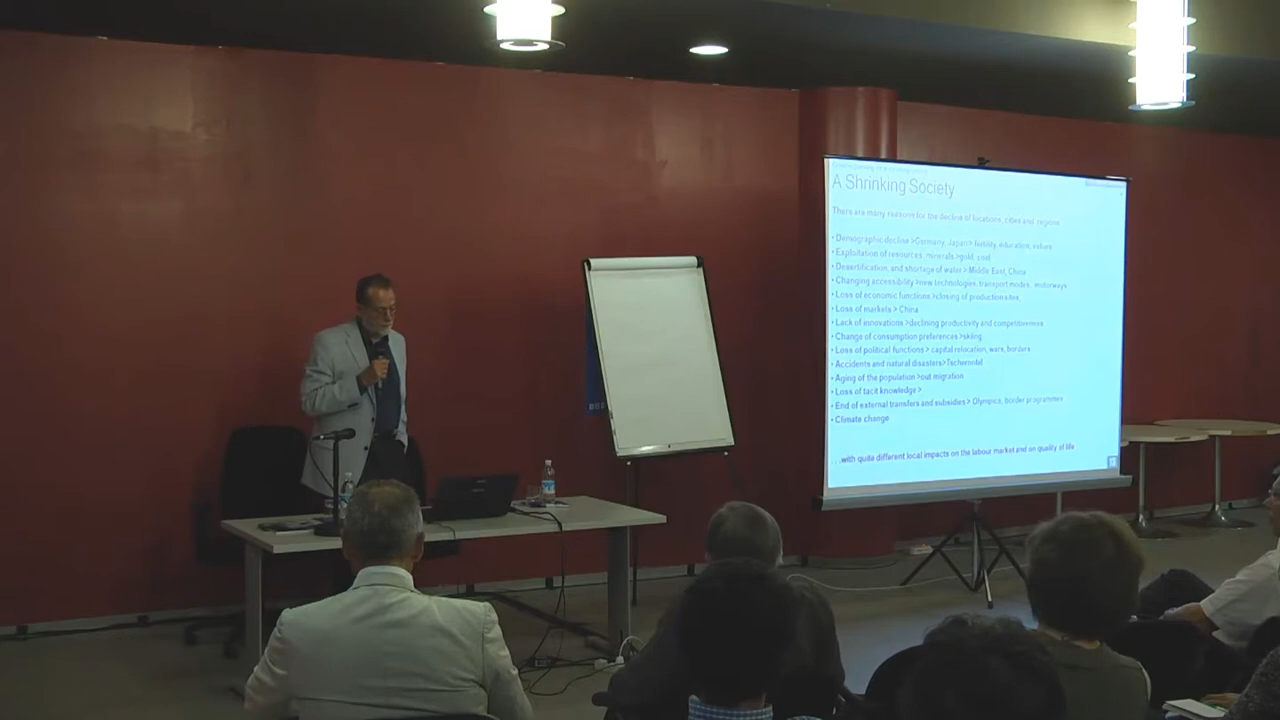 A Shrinking Society
There are many reasons for the decline of locations, cities and regions
• Demographic decline >Germany, Japan> fertility, education, values
• Exploitation of resources, minerals >gold, coal
• Desertification, and shortage of water > Middle East, China
• Changing accessibility >new technologies, transport modes, motorways
• Loss of economic functions >closing of production sites,
• Loss of markets > China
• Lack of innovations >declining productivity and competitiveness
• Change of consumption preferences >skiing
• Loss of political functions > capital relocation, wars, borders
• Accidents and natural disasters>Tschernobil
• Aging of the population >out migration
• Loss of tacit knowledge >
• End of external transfers and subsidies > Olympics, border programmes
• Climate change
...with quite different local impacts on the labour market and on quality of life